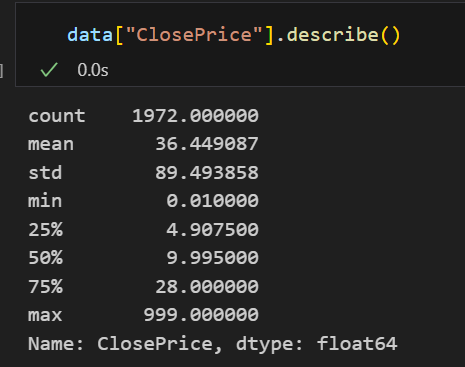 data["ClosePrice"].describe()
] ✓ 0.0s
count 1972.000000
mean 36.449087
std 89.493858
min 0.010000
25% 4.907500
50% 9.995000
75% 28.000000
max 999.000000
Name: ClosePrice, dtype: float64